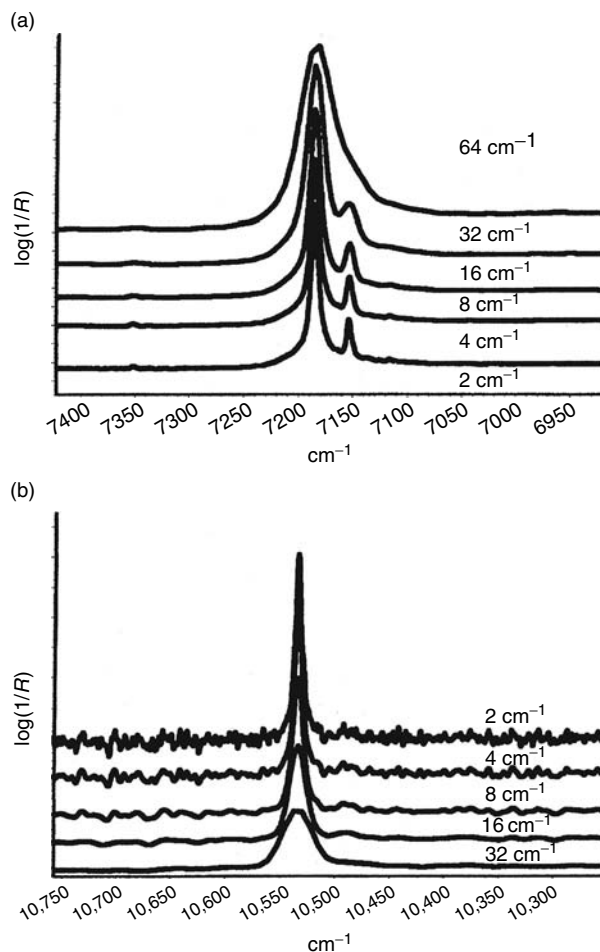 (a)
log(1/R)
64 cm⁻¹
32 cm⁻¹
16 cm⁻¹
8 cm⁻¹
4 cm⁻¹
2 cm⁻¹
7400 7350 7300 7250 7200 7150 7100 7050 7000 6950
cm⁻¹
(b)
log(1/R)
2 cm⁻¹
4 cm⁻¹
8 cm⁻¹
16 cm⁻¹
32 cm⁻¹
10,750 10,700 10,650 10,600 10,550 10,500 10,450 10,400 10,350 10,300
cm⁻¹